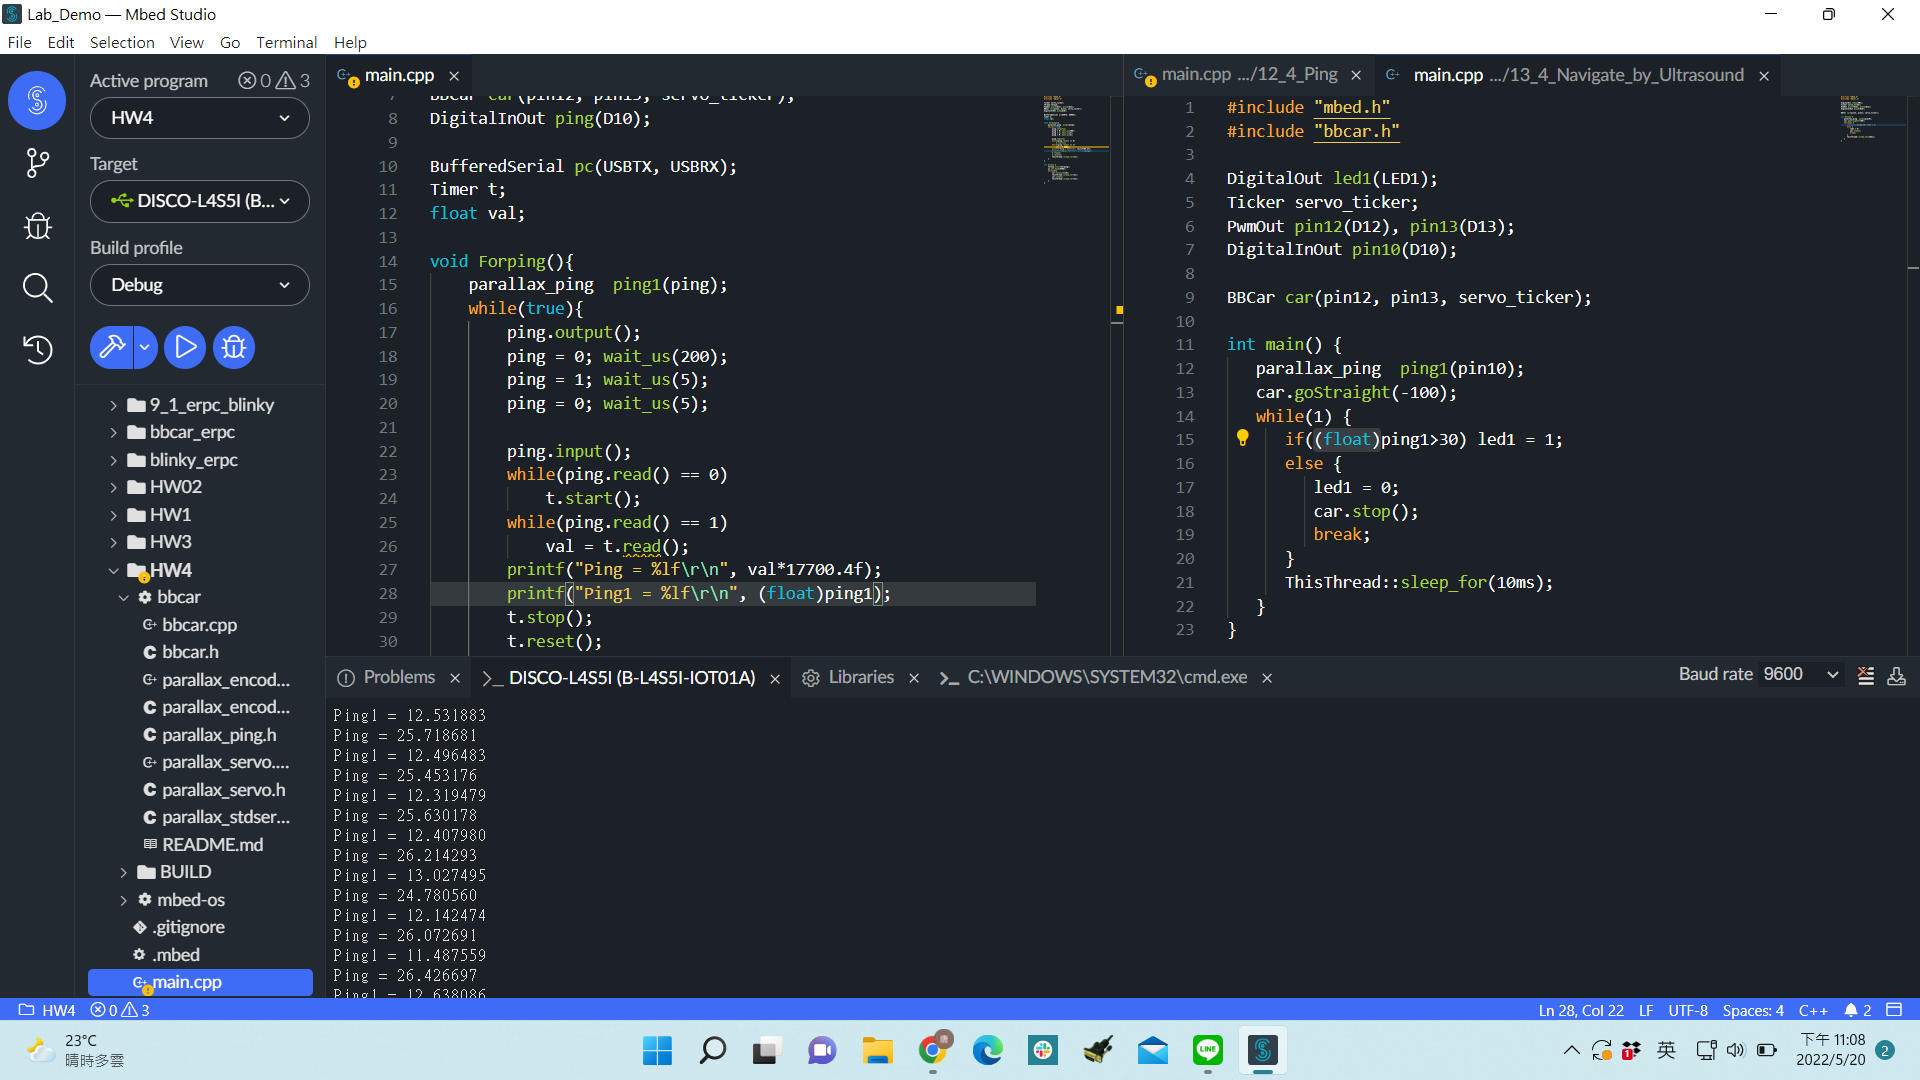 Lab_Demo — Mbed Studio
File Edit Selection View Go Terminal Help
Active program 0 3
HW4
Target
DISCO-L4S5I (B...
Build profile
Debug
9_1_erpc_blinky
bbcar_erpc
blinky_erpc
HW02
HW1
HW3
HW4
bbcar
bbcar.cpp
bbcar.h
parallax_encod...
parallax_encod...
parallax_ping.h
parallax_servo....
parallax_servo.h
parallax_stdser...
README.md
BUILD
mbed-os
.gitignore
.mbed
main.cpp
main.cpp
7 BBCar car(pin12, pin13, servo_ticker);
8 DigitalInOut ping(D10);
9
10 BufferedSerial pc(USBTX, USBRX);
11 Timer t;
12 float val;
13
14 void Forping(){
15 parallax_ping  ping1(ping);
16 while(true){
17 ping.output();
18 ping = 0; wait_us(200);
19 ping = 1; wait_us(5);
20 ping = 0; wait_us(5);
21
22 ping.input();
23 while(ping.read() == 0)
24 t.start();
25 while(ping.read() == 1)
26 val = t.read();
27 printf("Ping = %lf\r\n", val*17700.4f);
28 printf("Ping1 = %lf\r\n", (float)ping1);
29 t.stop();
30 t.reset();
main.cpp .../12_4_Ping
main.cpp .../13_4_Navigate_by_Ultrasound
1 #include "mbed.h"
2 #include "bbcar.h"
3
4 DigitalOut led1(LED1);
5 Ticker servo_ticker;
6 PwmOut pin12(D12), pin13(D13);
7 DigitalInOut pin10(D10);
8
9 BBCar car(pin12, pin13, servo_ticker);
10
11 int main() {
12 parallax_ping  ping1(pin10);
13 car.goStraight(-100);
14 while(1) {
15 if((float)ping1>30) led1 = 1;
16 else {
17 led1 = 0;
18 car.stop();
19 break;
20 }
21 ThisThread::sleep_for(10ms);
22 }
23 }
Problems DISCO-L4S5I (B-L4S5I-IOT01A) Libraries C:\WINDOWS\SYSTEM32\cmd.exe Baud rate 9600
Ping1 = 12.531883
Ping = 25.718681
Ping1 = 12.496483
Ping = 25.453176
Ping1 = 12.319479
Ping = 25.630178
Ping1 = 12.407980
Ping = 26.214293
Ping1 = 13.027495
Ping = 24.780560
Ping1 = 12.142474
Ping = 26.072691
Ping1 = 11.487559
Ping = 26.426697
Ping1 = 12.638086
HW4 0 3 Ln 28, Col 22 LF UTF-8 Spaces: 4 C++ 2
23°C
晴時多雲
唐
LINE
1
英
下午 11:08
2022/5/20
2